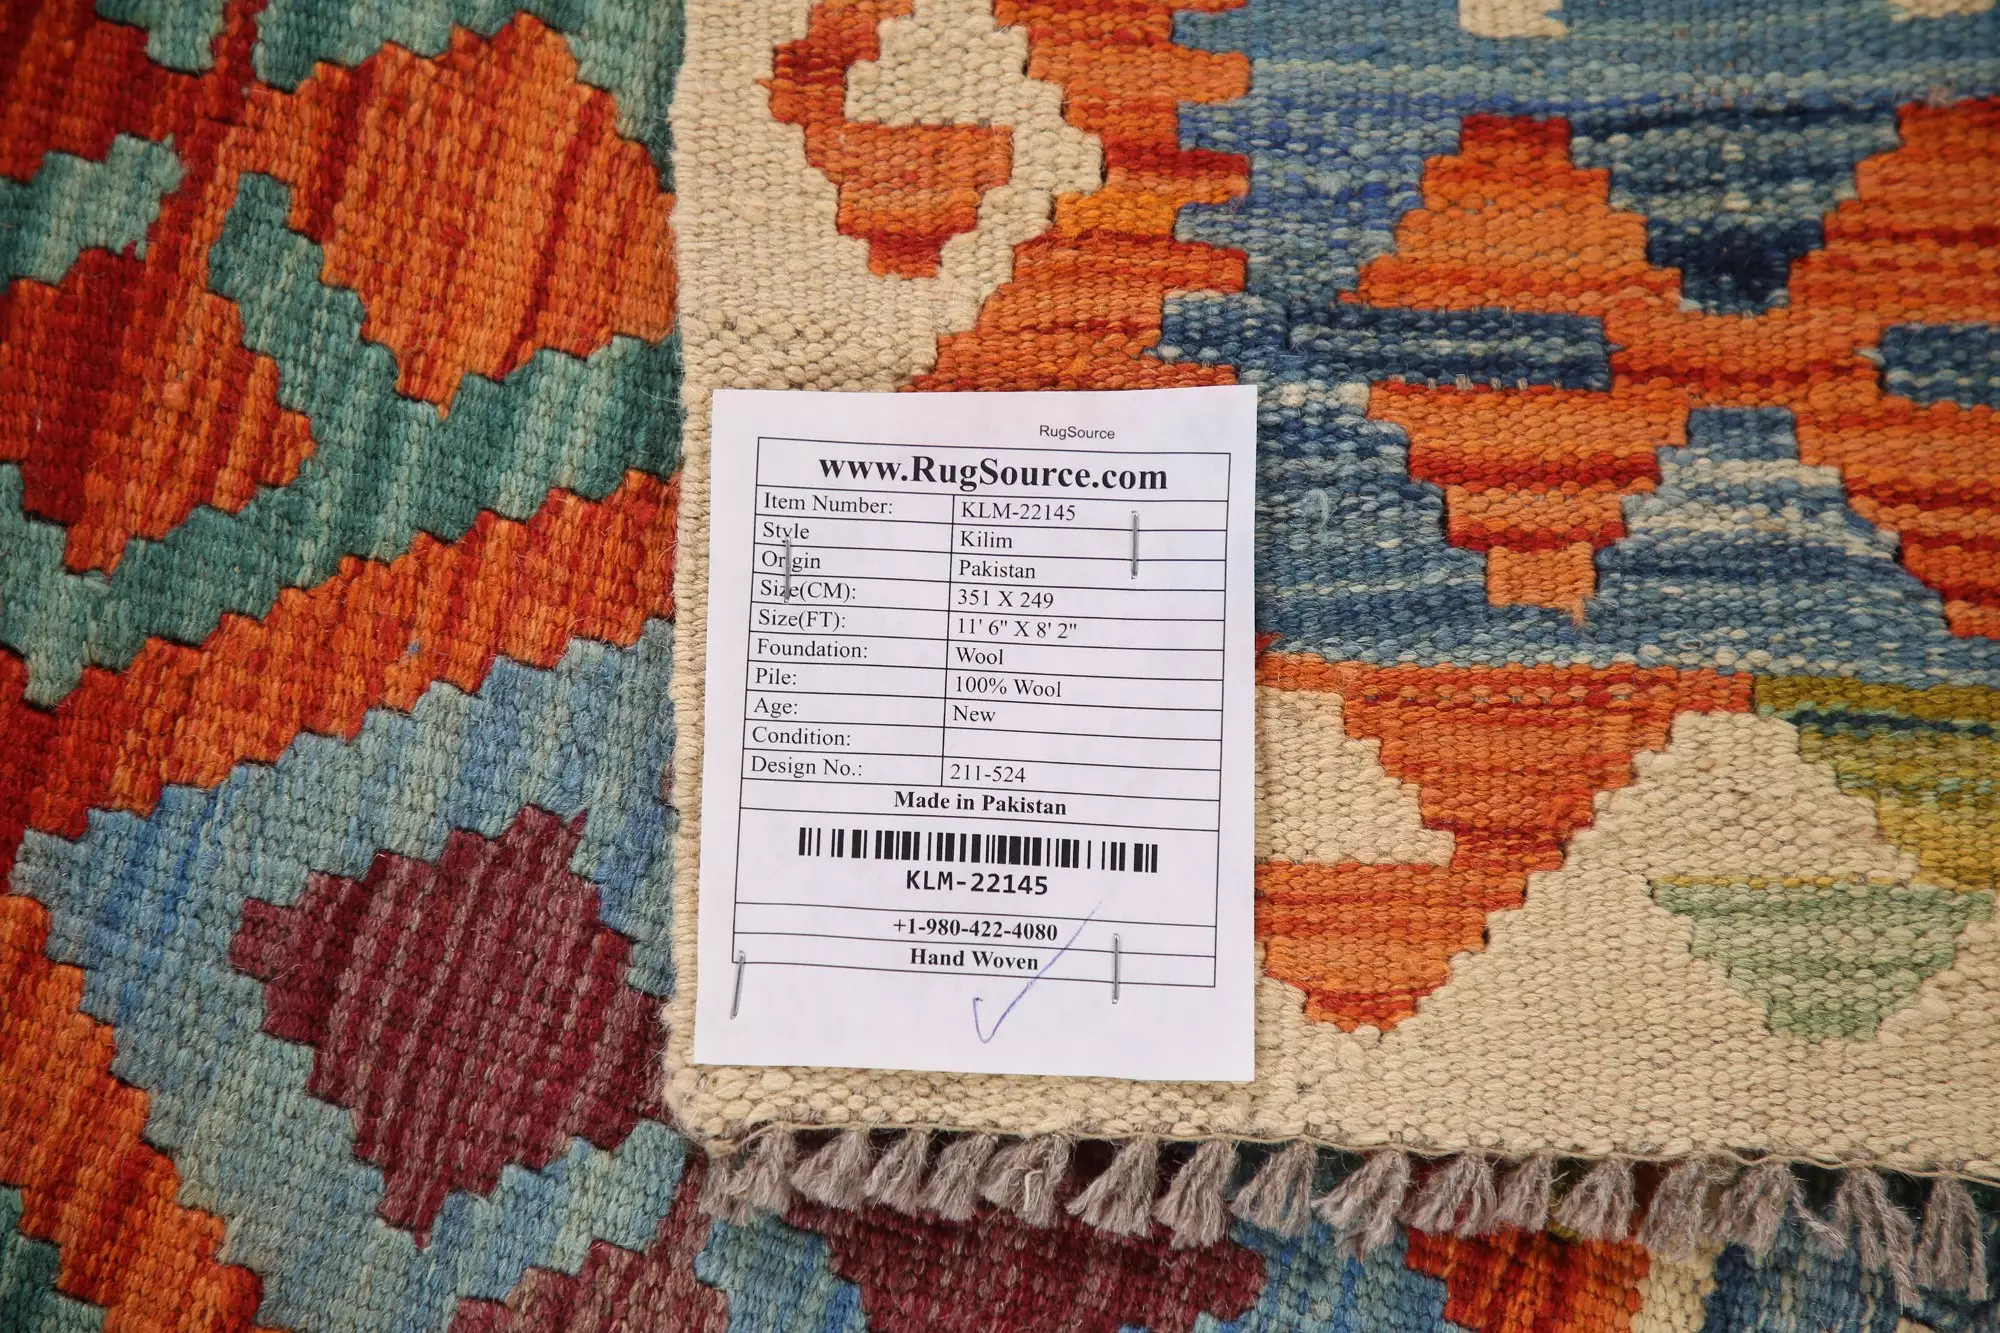 RugSource
www.RugSource.com
Item Number: KLM-22145
Style Kilim
Origin Pakistan
Size(CM): 351 X 249
Size(FT): 11' 6" X 8' 2"
Foundation: Wool
Pile: 100% Wool
Age: New
Condition:
Design No.: 211-524
Made in Pakistan
KLM-22145
+1-980-422-4080
Hand Woven